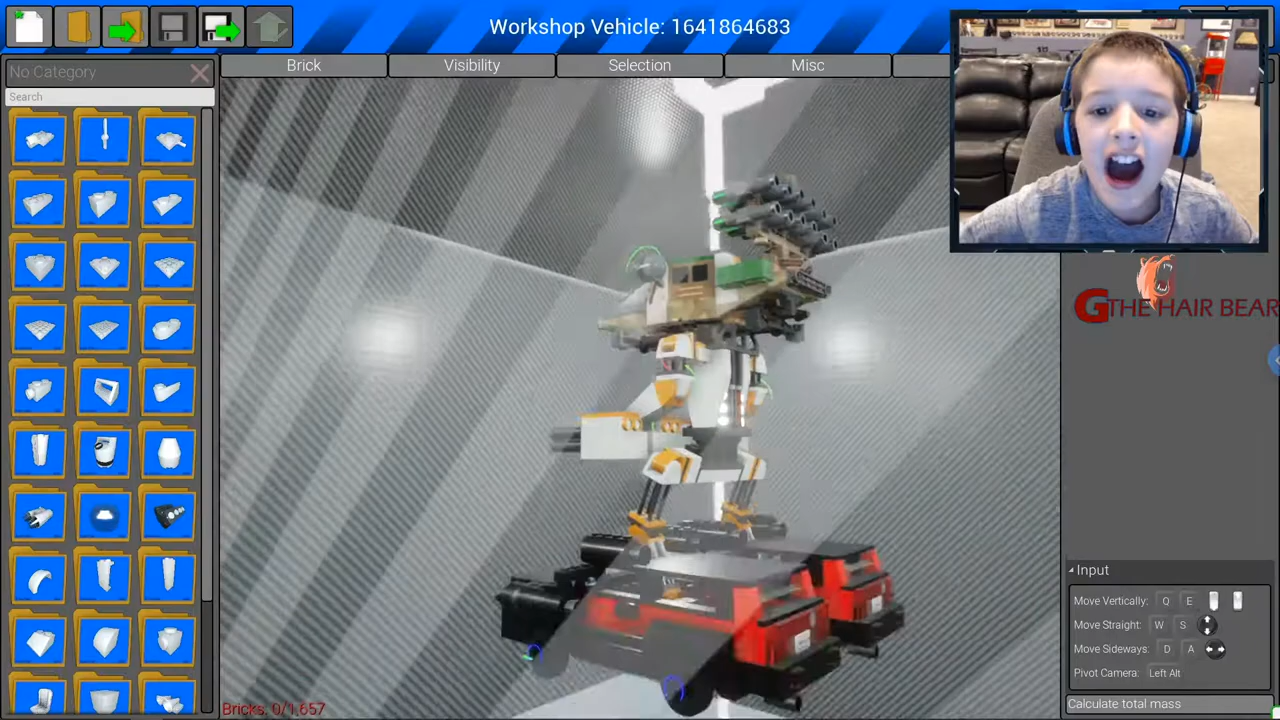 Workshop Vehicle: 1641864683
No Category
Search
Brick
Visibility
Selection
Misc
GTHE HAIR BEAR
Input
Move Vertically: Q E
Move Straight: W S
Move Sideways: D A
Pivot Camera: Left Alt
Calculate total mass
Bricks: 0/1,657